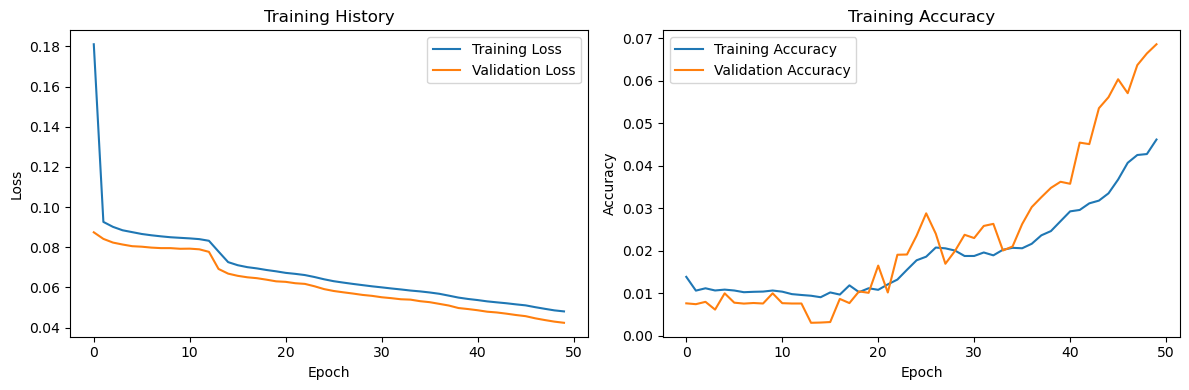 Training History
Training Loss
Validation Loss
0.18
0.16
0.14
0.12
0.10
0.08
0.06
0.04
Loss
0
10
20
30
40
50
Epoch
Training Accuracy
Training Accuracy
Validation Accuracy
0.07
0.06
0.05
0.04
0.03
0.02
0.01
0.00
Accuracy
0
10
20
30
40
50
Epoch